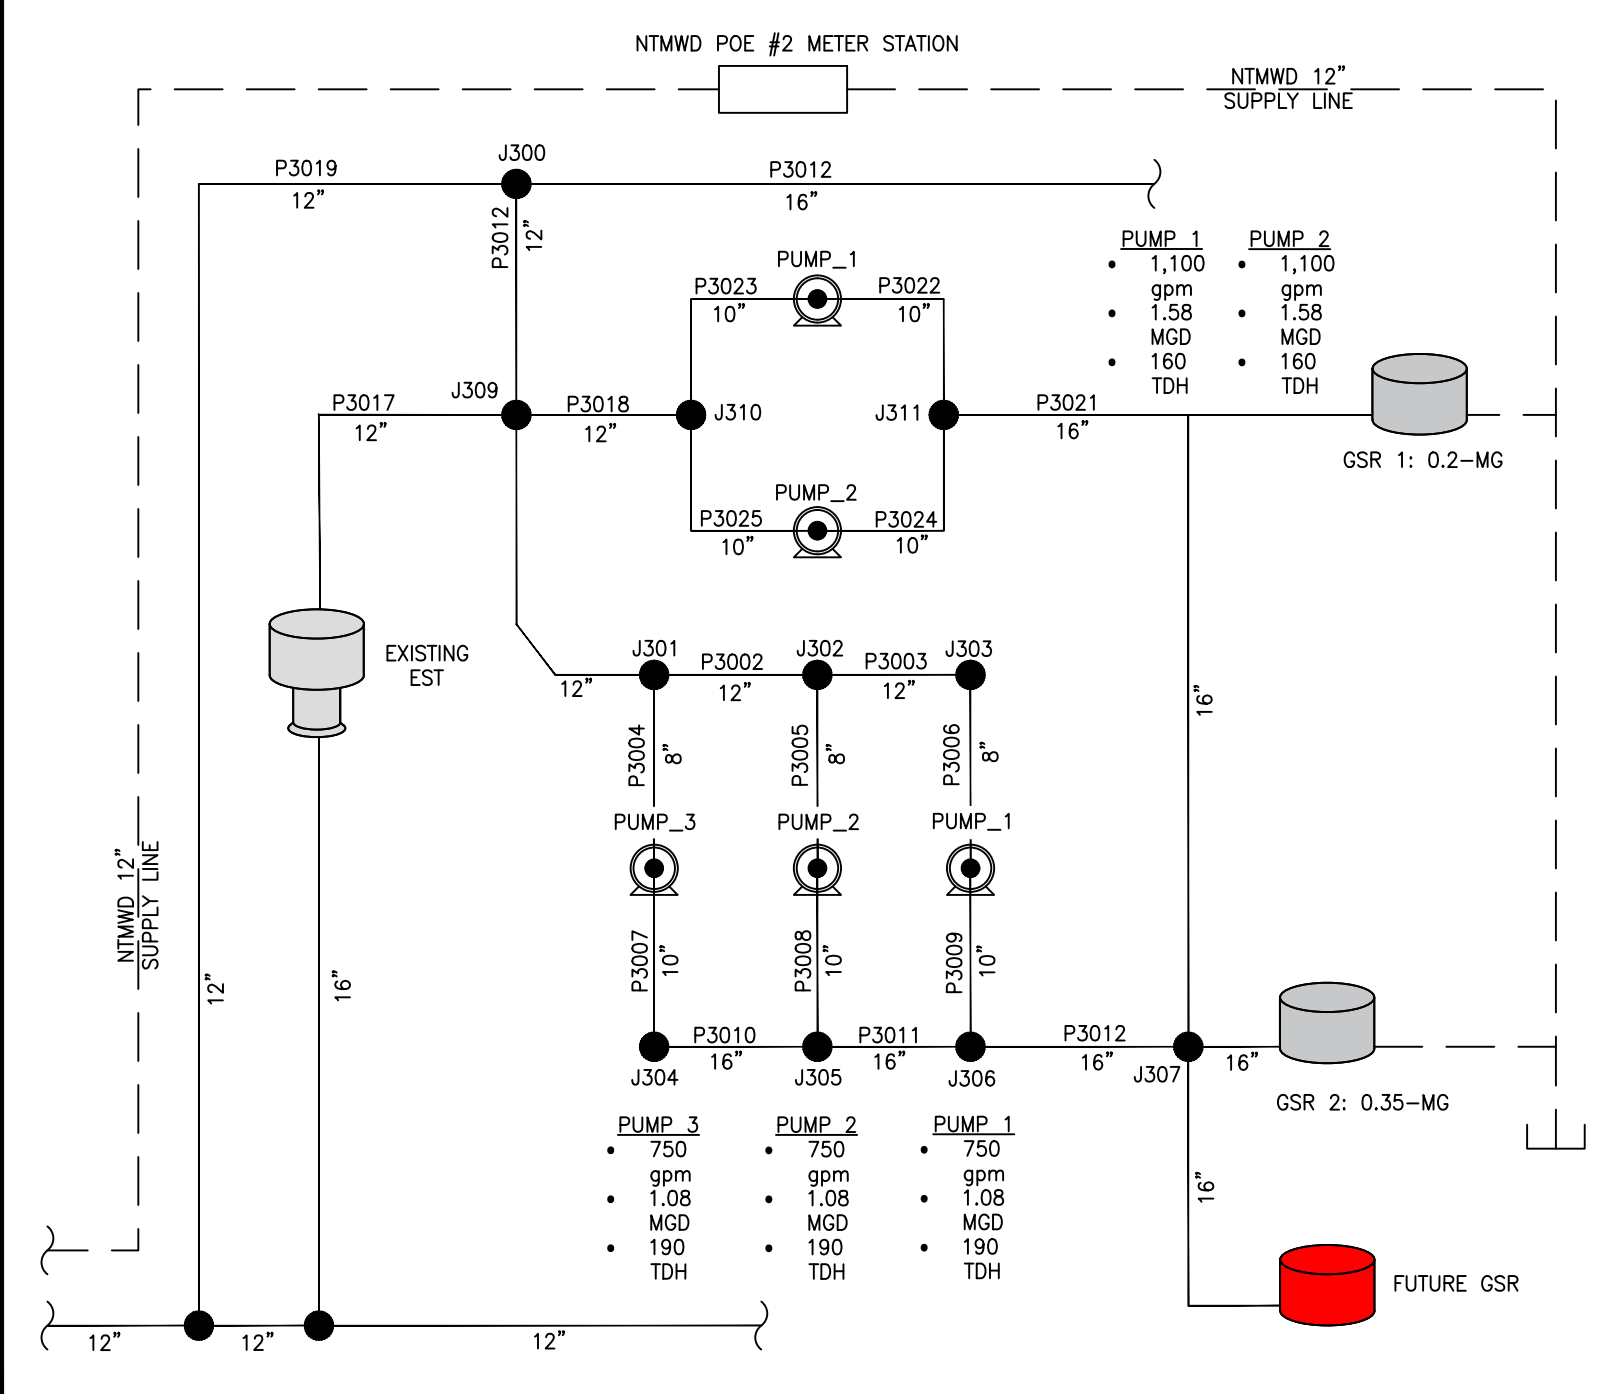 NTMWD POE #2 METER STATION
NTMWD 12"
SUPPLY LINE
J300
P3019
12"
P3012
16"
P3012
12"
PUMP 1
• 1,100
gpm
• 1.58
MGD
• 160
TDH
PUMP 2
• 1,100
gpm
• 1.58
MGD
• 160
TDH
PUMP_1
P3023
10"
P3022
10"
J309
P3017
12"
P3018
12"
J310
J311
P3021
16"
GSR 1: 0.2-MG
PUMP_2
P3025
10"
P3024
10"
EXISTING
EST
J301
P3002
12"
J302
P3003
12"
J303
12"
16"
P3004
8"
P3005
8"
P3006
8"
PUMP_3
PUMP_2
PUMP_1
NTMWD 12"
SUPPLY LINE
12"
16"
P3007
10"
P3008
10"
P3009
10"
P3010
16"
P3011
16"
P3012
16"
16"
J304
J305
J306
J307
GSR 2: 0.35-MG
PUMP 3
• 750
gpm
• 1.08
MGD
• 190
TDH
PUMP 2
• 750
gpm
• 1.08
MGD
• 190
TDH
PUMP 1
• 750
gpm
• 1.08
MGD
• 190
TDH
16"
FUTURE GSR
12"
12"
12"